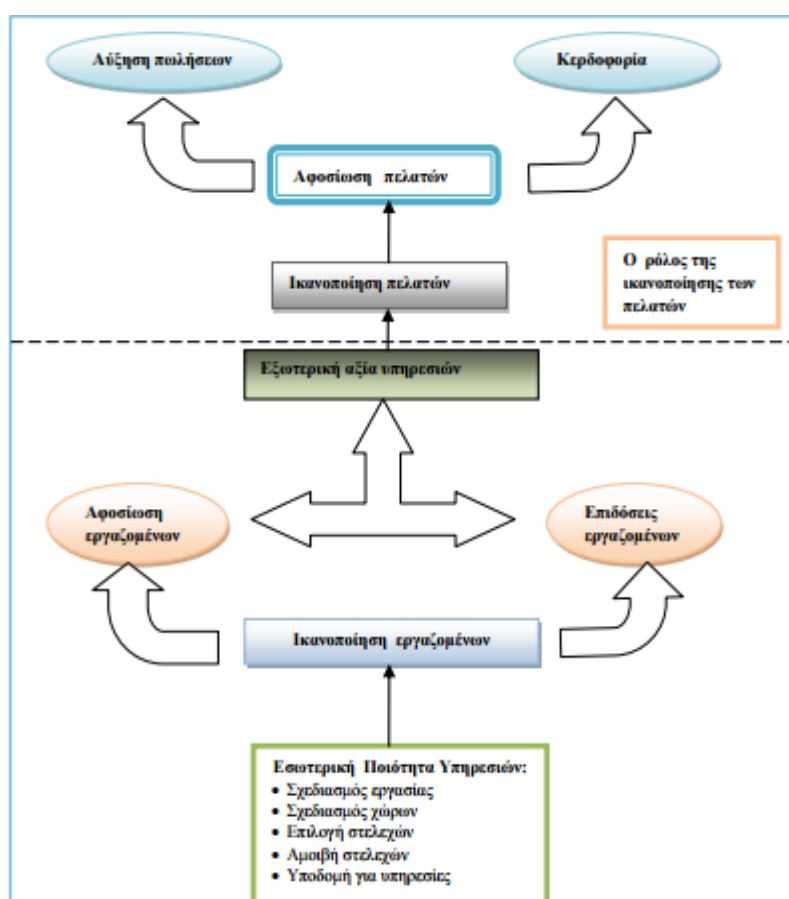 Αύξηση πωλήσεων
Κερδοφορία
Αφοσίωση πελατών
Ικανοποίηση πελατών
Ο ρόλος της
ικανοποίησης των
πελατών
Εξωτερική αξία υπηρεσιών
Αφοσίωση
εργαζομένων
Επιδόσεις
εργαζομένων
Ικανοποίηση εργαζομένων
Εσωτερική Ποιότητα Υπηρεσιών:
• Σχεδιασμός εργασίας
• Σχεδιασμός χώρων
• Επιλογή στελεχών
• Αμοιβή στελεχών
• Υποδομή για υπηρεσίες